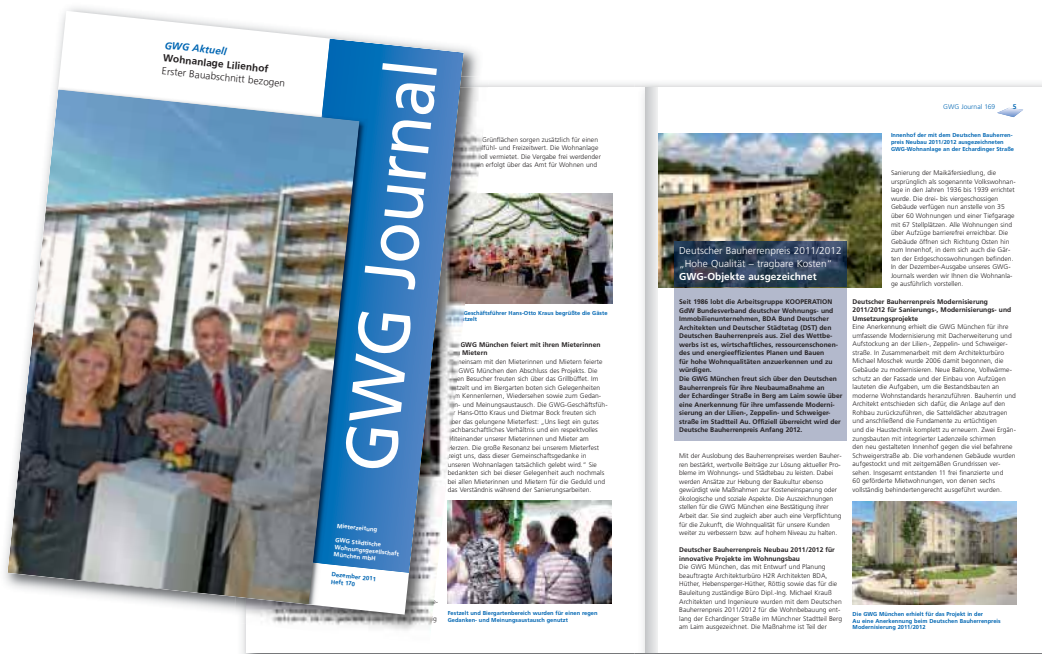 GWG Aktuell
Wohnanlage Lilienhof
Erster Bauabschnitt bezogen
GWG Journal
Mieterzeitung
GWG Städtische
Wohnungsgesellschaft
München mbH
Dezember 2011
Heft 170
Grünflächen sorgen zusätzlich für einen
und Freizeitwert. Die Wohnanlage
voll vermietet. Die Vergabe frei werdender
erfolgt über das Amt für Wohnen und
Geschäftsführer Hans-Otto Kraus begrüßte die Gäste
GWG München feiert mit ihren Mieterinnen
Mietern
mit den Mieterinnen und Mietern feierte
GWG München den Abschluss des Projekts. Die
Besucher freuten sich über das Grillbüffet. Im
und im Biergarten boten sich Gelegenheiten
Kennenlernen, Wiedersehen sowie zum Gedan-
und Meinungsaustausch. Die GWG-Geschäftsfüh-
Hans-Otto Kraus und Dietmar Bock freuten sich
das gelungene Mieterfest: „Uns liegt ein gutes
nachbarschaftliches Verhältnis und ein respektvolles
Miteinander unserer Mieterinnen und Mieter am
Herzen. Die große Resonanz bei unserem Mieterfest
zeigt uns, dass dieser Gemeinschaftsgedanke in
unseren Wohnanlagen tatsächlich gelebt wird.“ Sie
bedankten sich bei dieser Gelegenheit auch nochmals
bei allen Mieterinnen und Mietern für die Geduld und
das Verständnis während der Sanierungsarbeiten.
Festzelt und Biergartenbereich wurden für einen regen
Gedanken- und Meinungsaustausch genutzt
GWG Journal 169 5
Innenhof der mit dem Deutschen Bauherren-
preis Neubau 2011/2012 ausgezeichneten
GWG-Wohnanlage an der Echardinger Straße
Deutscher Bauherrenpreis 2011/2012
„Hohe Qualität – tragbare Kosten“
GWG-Objekte ausgezeichnet
Seit 1986 lobt die Arbeitsgruppe KOOPERATION
GdW Bundesverband deutscher Wohnungs- und
Immobilienunternehmen, BDA Bund Deutscher
Architekten und Deutscher Städtetag (DST) den
Deutschen Bauherrenpreis aus. Ziel des Wettbe-
werbs ist es, wirtschaftliches, ressourcenschonen-
des und energieeffizientes Planen und Bauen
für hohe Wohnqualitäten anzuerkennen und zu
würdigen.
Die GWG München freut sich über den Deutschen
Bauherrenpreis für ihre Neubaumaßnahme an
der Echardinger Straße in Berg am Laim sowie über
eine Anerkennung für ihre umfassende Moderni-
sierung an der Lilien-, Zeppelin- und Schweiger-
straße im Stadtteil Au. Offiziell überreicht wird der
Deutsche Bauherrenpreis Anfang 2012.
Mit der Auslobung des Bauherrenpreises werden Bauher-
ren bestärkt, wertvolle Beiträge zur Lösung aktueller Pro-
bleme im Wohnungs- und Städtebau zu leisten. Dabei
werden Ansätze zur Hebung der Baukultur ebenso
gewürdigt wie Maßnahmen zur Kosteneinsparung oder
ökologische und soziale Aspekte. Die Auszeichnungen
stellen für die GWG München eine Bestätigung ihrer
Arbeit dar. Sie sind zugleich aber auch eine Verpflichtung
für die Zukunft, die Wohnqualität für unsere Kunden
weiter zu verbessern bzw. auf hohem Niveau zu halten.
Deutscher Bauherrenpreis Neubau 2011/2012 für
innovative Projekte im Wohnungsbau
Die GWG München, das mit Entwurf und Planung
beauftragte Architekturbüro H2R Architekten BDA,
Hüther, Hebensperger-Hüther, Röttig sowie das für die
Bauleitung zuständige Büro Dipl.-Ing. Michael Krauß
Architekten und Ingenieure wurden mit dem Deutschen
Bauherrenpreis 2011/2012 für die Wohnbebauung ent-
lang der Echardinger Straße im Münchner Stadtteil Berg
am Laim ausgezeichnet. Die Maßnahme ist Teil der
Sanierung der Maikäfersiedlung, die
ursprünglich als sogenannte Volkswohnan-
lage in den Jahren 1936 bis 1939 errichtet
wurde. Die drei- bis viergeschossigen
Gebäude verfügen nun anstelle von 35
über 60 Wohnungen und einer Tiefgarage
mit 67 Stellplätzen. Alle Wohnungen sind
über Aufzüge barrierefrei erreichbar. Die
Gebäude öffnen sich Richtung Osten hin
zum Innenhof, in dem sich auch die Gär-
ten der Erdgeschosswohnungen befinden.
In der Dezember-Ausgabe unseres GWG-
Journals werden wir Ihnen die Wohnanla-
ge ausführlich vorstellen.
Deutscher Bauherrenpreis Modernisierung
2011/2012 für Sanierungs-, Modernisierungs- und
Umsetzungsprojekte
Eine Anerkennung erhielt die GWG München für ihre
umfassende Modernisierung mit Dacherweiterung und
Aufstockung an der Lilien-, Zeppelin- und Schweiger-
straße. In Zusammenarbeit mit dem Architekturbüro
Michael Moschek wurde 2006 damit begonnen, die
Gebäude zu modernisieren. Neue Balkone, Vollwärme-
schutz an der Fassade und der Einbau von Aufzügen
lauteten die Aufgaben, um die Bestandsbauten an
moderne Wohnstandards heranzuführen. Bauherrin und
Architekt entschieden sich dafür, die Anlage auf den
Rohbau zurückzuführen, die Satteldächer abzutragen
und anschließend die Fundamente zu ertüchtigen
und die Haustechnik komplett zu erneuern. Zwei Ergän-
zungsbauten mit integrierter Ladenzeile schirmen
den neu gestalteten Innenhof gegen die viel befahrene
Schweigerstraße ab. Die vorhandenen Gebäude wurden
aufgestockt und mit zeitgemäßen Grundrissen ver-
sehen. Insgesamt entstanden 11 frei finanzierte und
60 geförderte Mietwohnungen, von denen sechs
vollständig behindertengerecht ausgeführt wurden.
Die GWG München erhielt für das Projekt in der
Au eine Anerkennung beim Deutschen Bauherrenpreis
Modernisierung 2011/2012